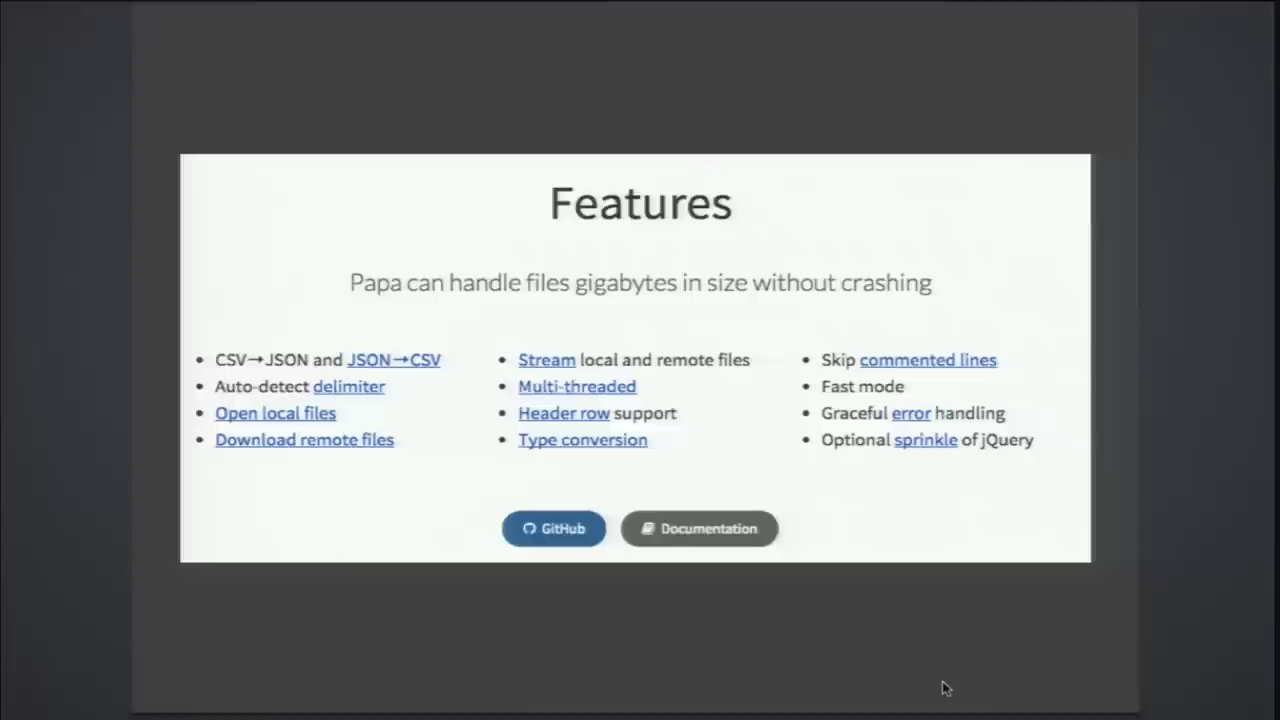 Features
Papa can handle files gigabytes in size without crashing
• CSV→JSON and JSON→CSV
• Auto-detect delimiter
• Open local files
• Download remote files
• Stream local and remote files
• Multi-threaded
• Header row support
• Type conversion
• Skip commented lines
• Fast mode
• Graceful error handling
• Optional sprinkle of jQuery
GitHub
Documentation